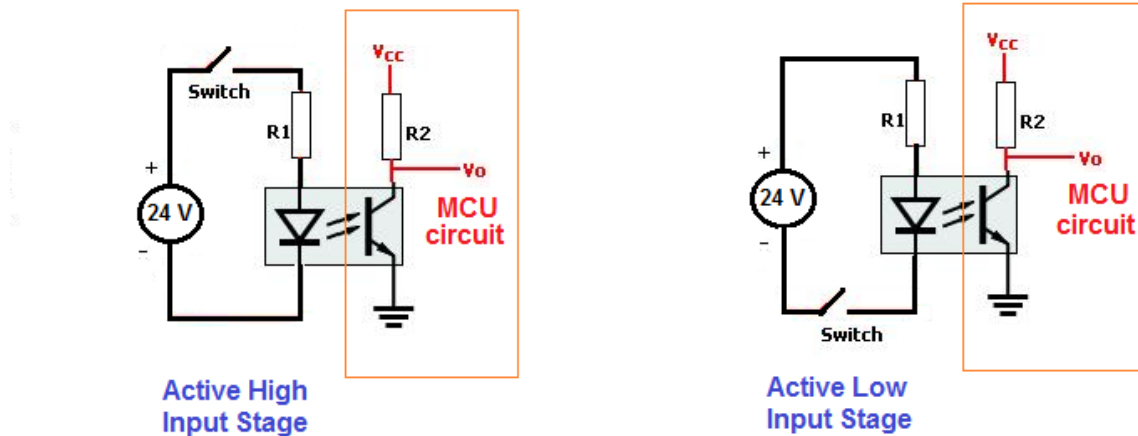 Vcc
Switch
R1
R2
+
Vo
24 V
MCU
circuit
-
Active High
Input Stage
Vcc
R1
R2
+
Vo
24 V
MCU
circuit
-
Switch
Active Low
Input Stage